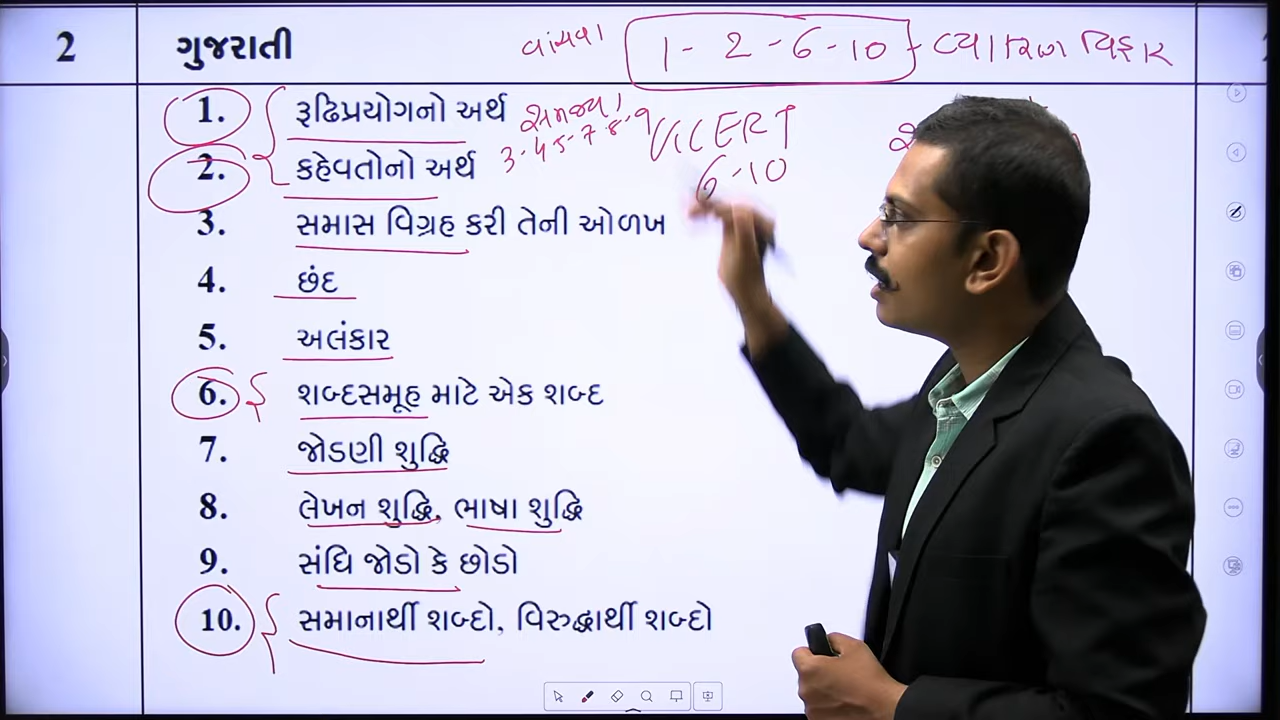 2 ગુજરાતી વાંચવા 1 - 2 - 6 - 10 - વ્યાકરણ વિહાર
1. રૂઢિપ્રયોગનો અર્થ સમજવા
3-4-5-7-8-9
2. કહેવતોનો અર્થ
6-10
3. સમાસ વિગ્રહ કરી તેની ઓળખ
4. છંદ
5. અલંકાર
6. શબ્દસમૂહ માટે એક શબ્દ
7. જોડણી શુદ્ધિ
8. લેખન શુદ્ધિ, ભાષા શુદ્ધિ
9. સંધિ જોડો કે છોડો
10. સમાનાર્થી શબ્દો, વિરુદ્ધાર્થી શબ્દો